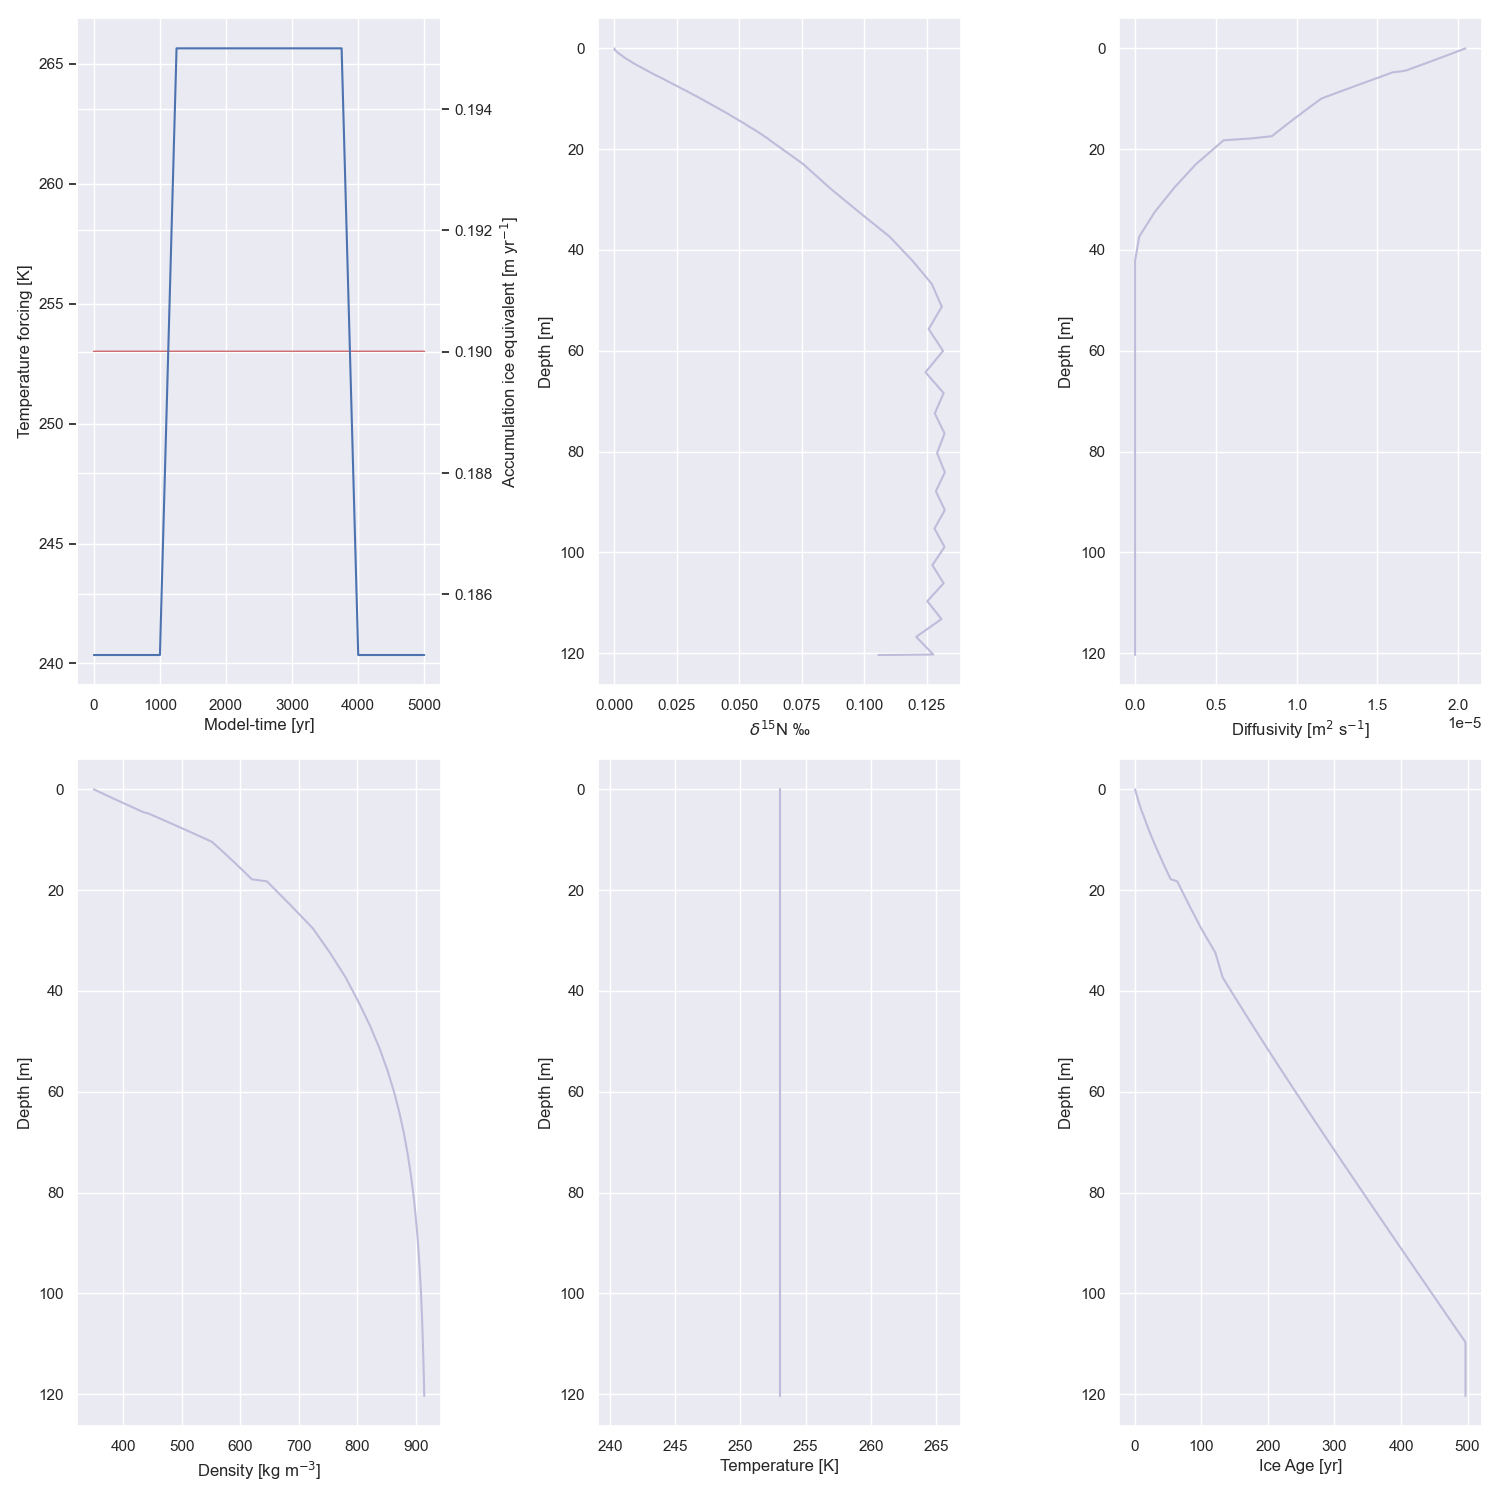 265
260
255
250
245
240
Temperature forcing [K]
0 1000 2000 3000 4000 5000
Model-time [yr]
0.194
0.192
0.190
0.188
0.186
Accumulation ice equivalent [m yr⁻¹]
0
20
40
60
80
100
120
Depth [m]
0.000 0.025 0.050 0.075 0.100 0.125
δ¹⁵N ‰
0
20
40
60
80
100
120
Depth [m]
0.0 0.5 1.0 1.5 2.0
1e−5
Diffusivity [m² s⁻¹]
0
20
40
60
80
100
120
Depth [m]
400 500 600 700 800 900
Density [kg m⁻³]
0
20
40
60
80
100
120
Depth [m]
240 245 250 255 260 265
Temperature [K]
0
20
40
60
80
100
120
Depth [m]
0 100 200 300 400 500
Ice Age [yr]